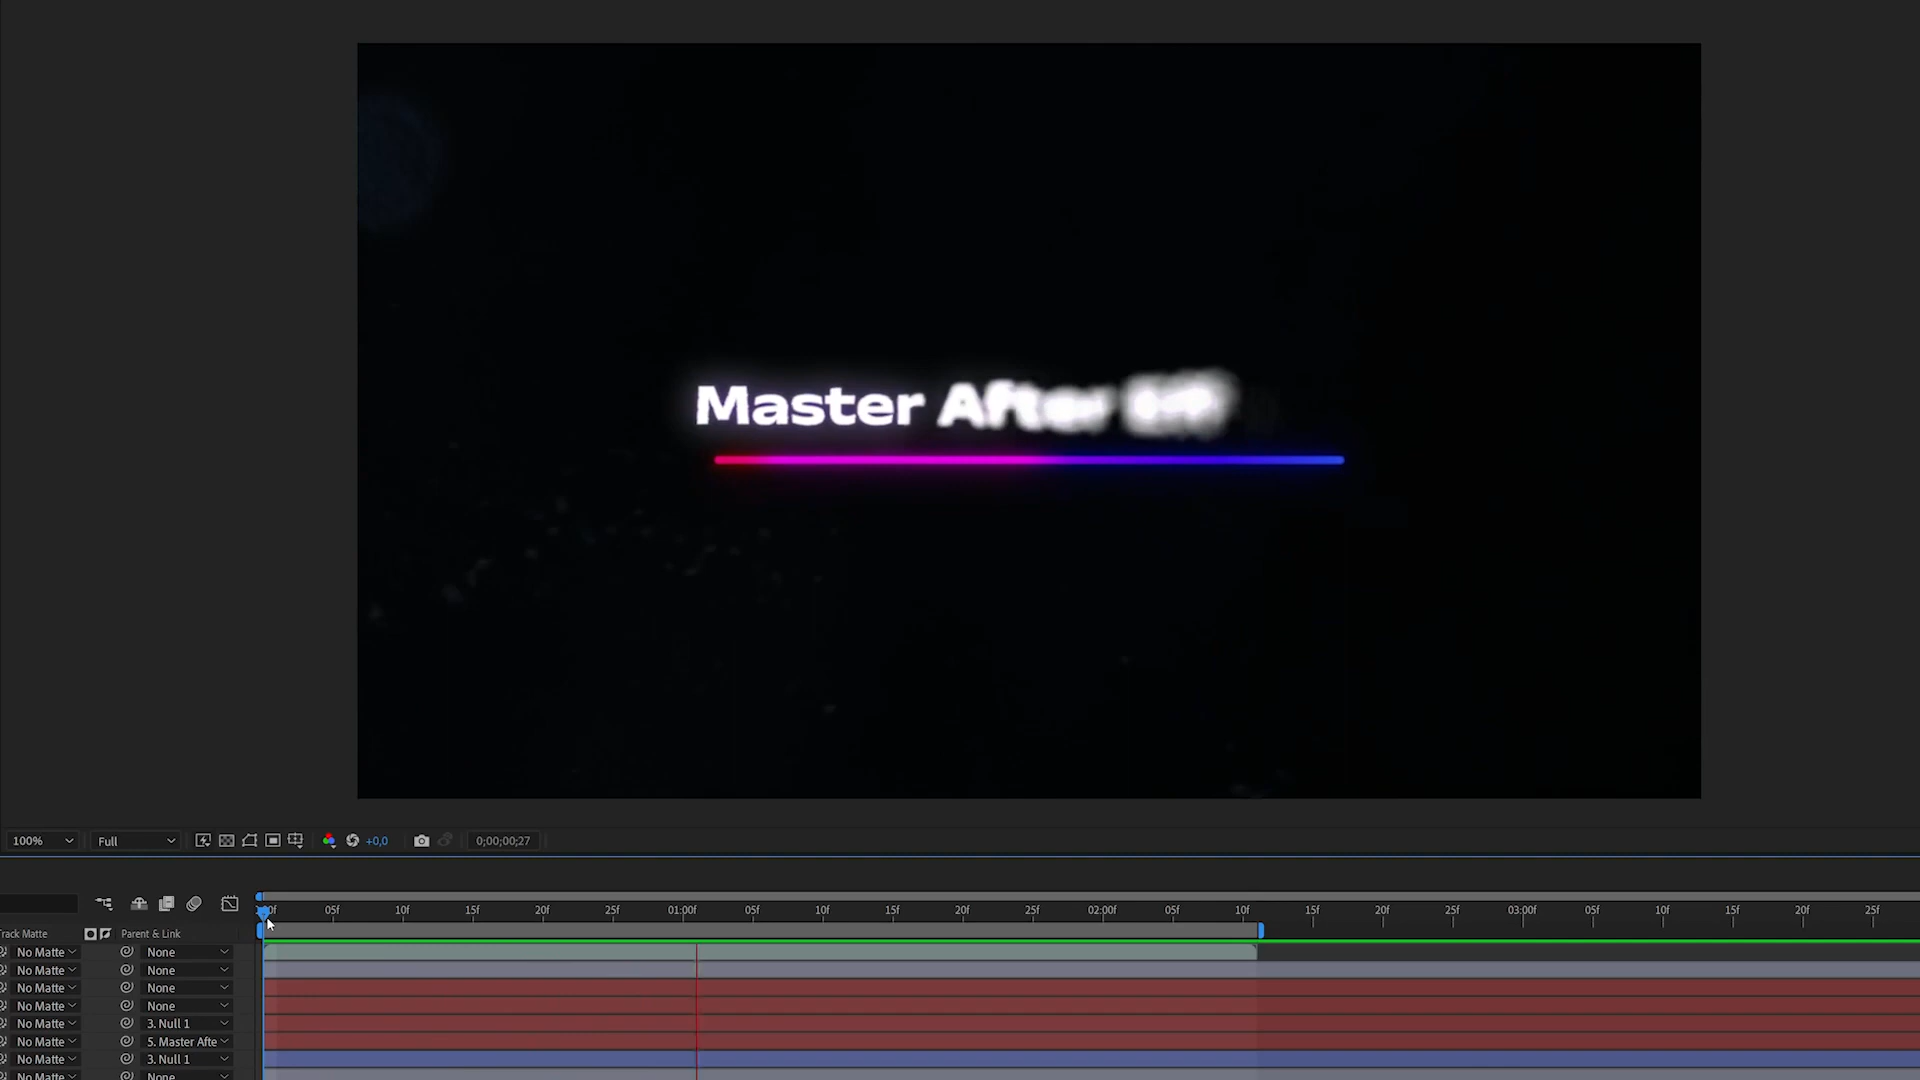 Master After
100%
Full
+0,0
0;00;00;27
05f
10f
15f
20f
25f
01:00f
05f
10f
15f
20f
25f
02:00f
05f
10f
15f
20f
25f
03:00f
05f
10f
15f
20f
25f
Track Matte
Parent & Link
No Matte
None
No Matte
None
No Matte
None
No Matte
None
No Matte
3. Null 1
No Matte
5. Master Afte
No Matte
3. Null 1
No Matte
None